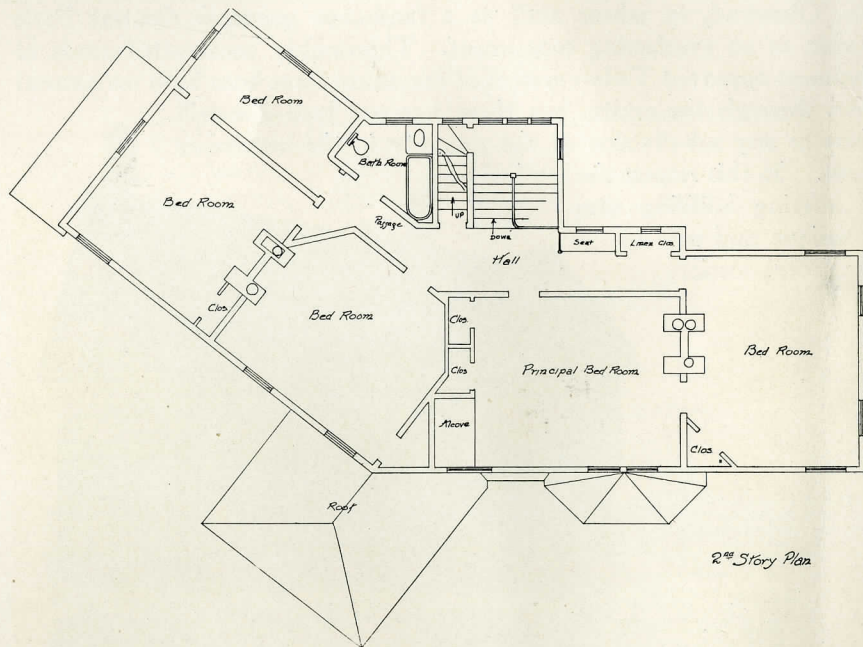 Bed Room
Bath Room
Bed Room
Passage
UP
Down
Seat
Linen Clos.
Hall
Clos.
Bed Room
Clos.
Clos
Principal Bed Room
Bed Room
Alcove
Clos.
Roof
2nd Story Plan